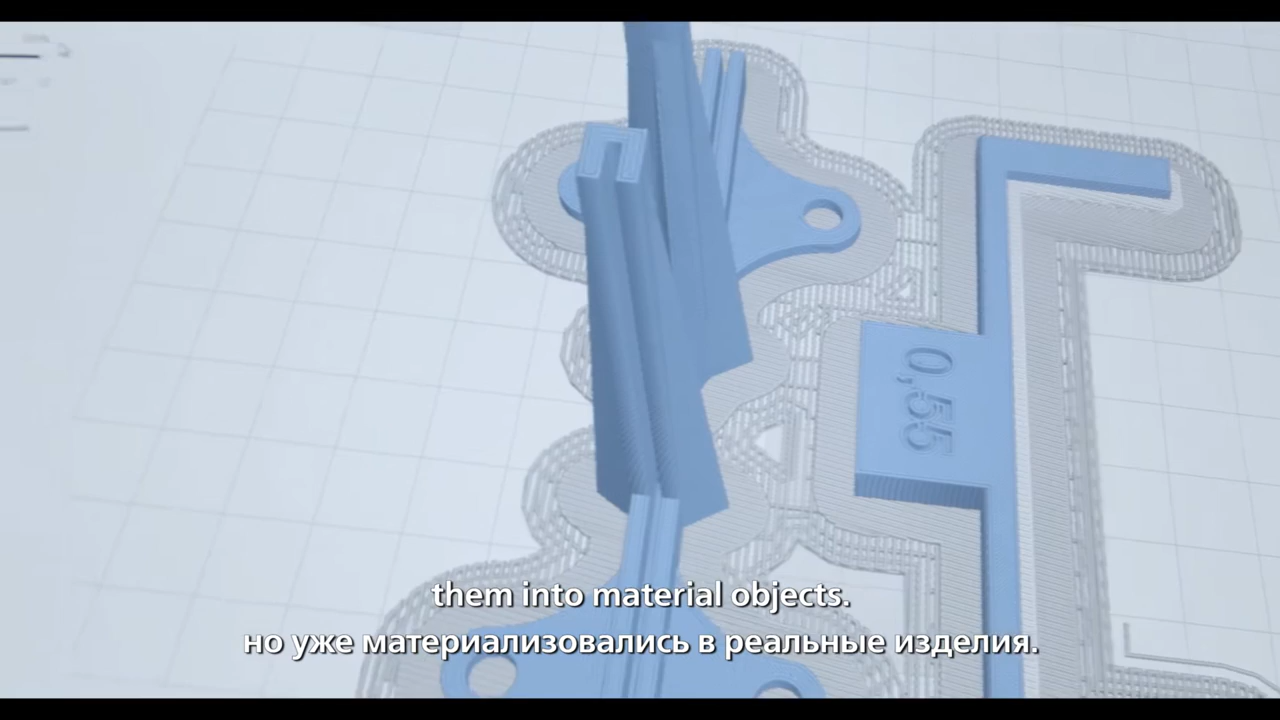 0,55
them into material objects.
но уже материализовались в реальные изделия.